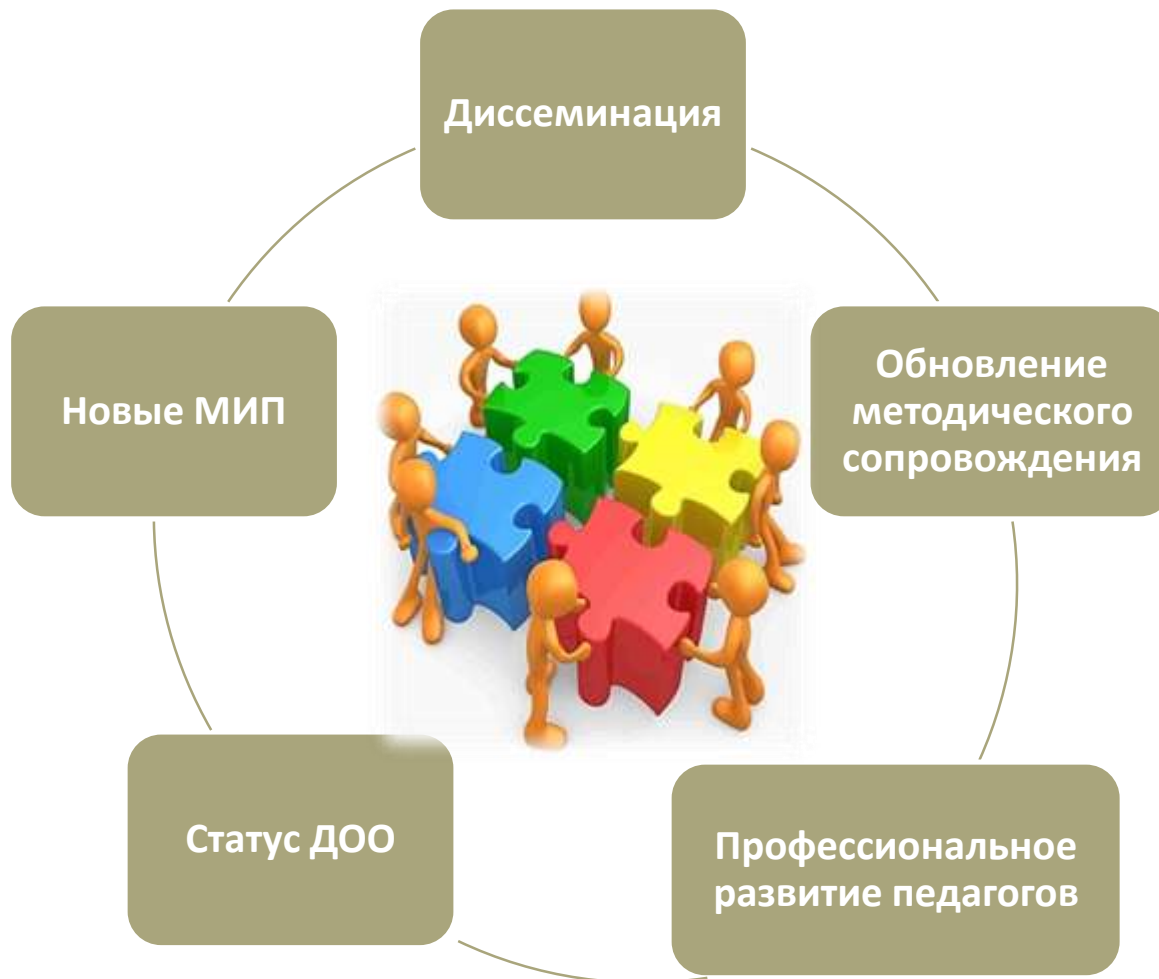 Диссеминация
Новые МИП
Обновление
методического
сопровождения
Статус ДОО
Профессиональное
развитие педагогов